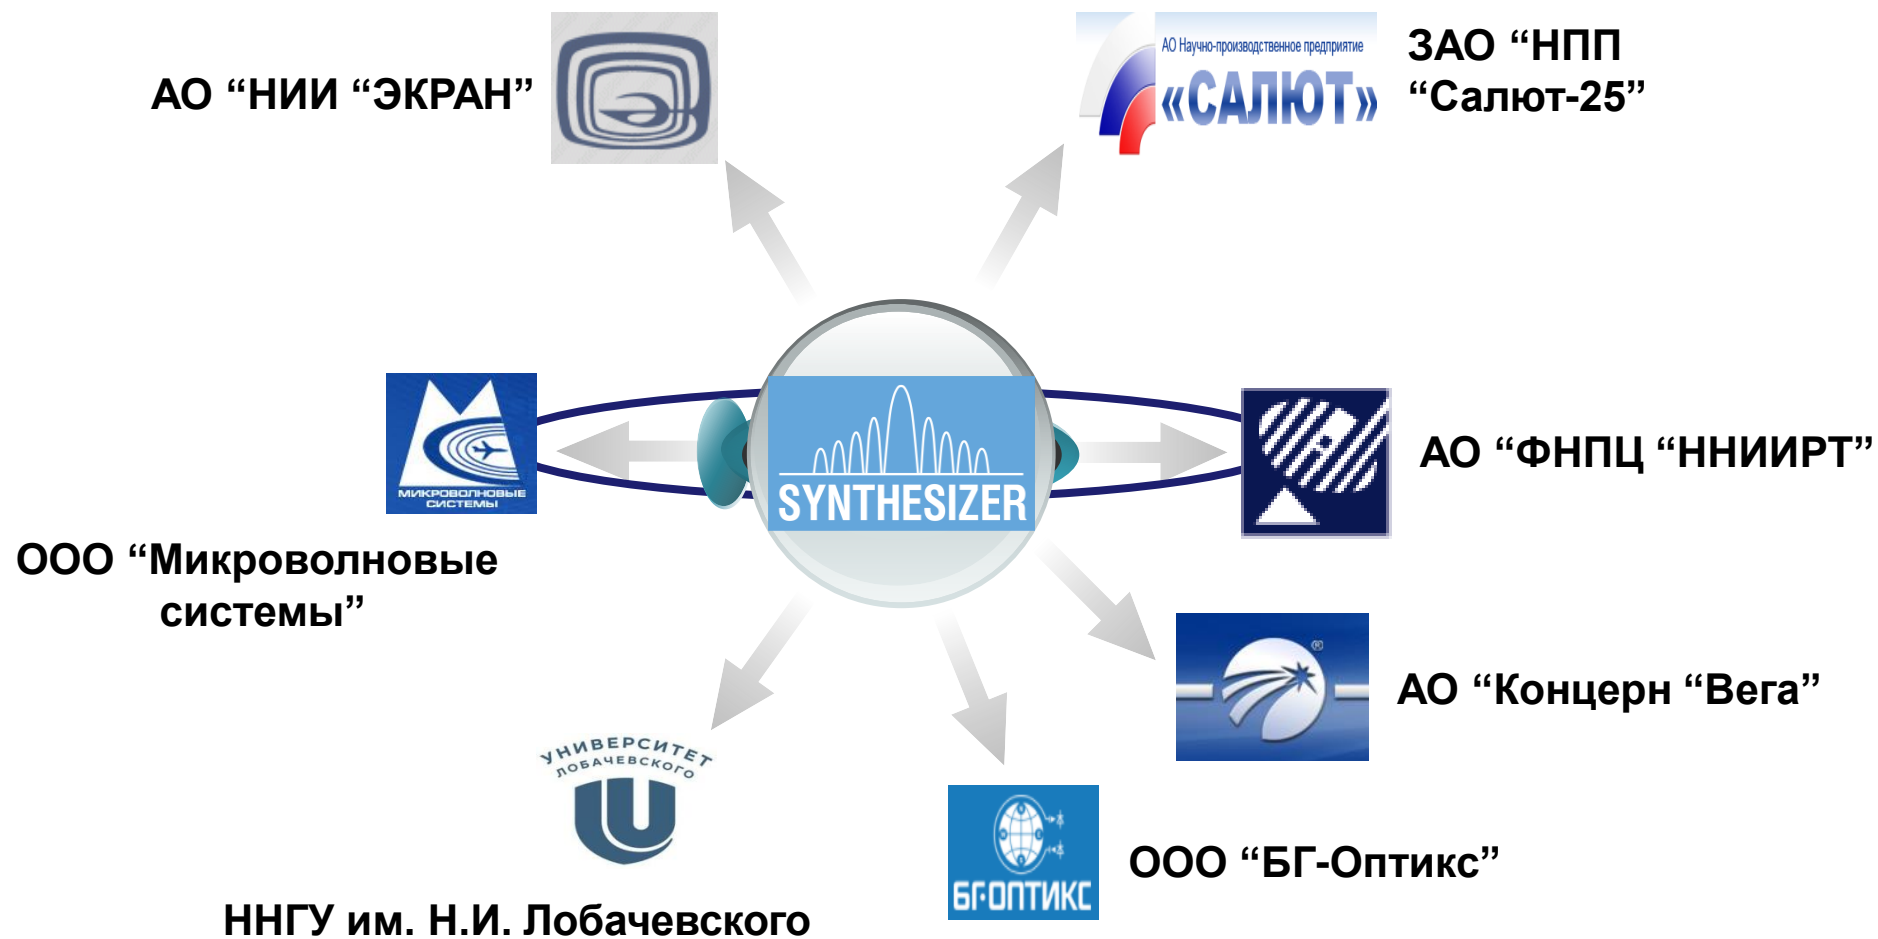 АО “НИИ “ЭКРАН”
АО Научно-производственное предприятие
«САЛЮТ»
ЗАО “НПП
“Салют-25”
МИКРОВОЛНОВЫЕ
СИСТЕМЫ
ООО “Микроволновые
системы”
SYNTHESIZER
АО “ФНПЦ “ННИИРТ”
®
АО “Концерн “Вега”
УНИВЕРСИТЕТ
ЛОБАЧЕВСКОГО
ННГУ им. Н.И. Лобачевского
БГ·ОПТИКС
ООО “БГ-Оптикс”